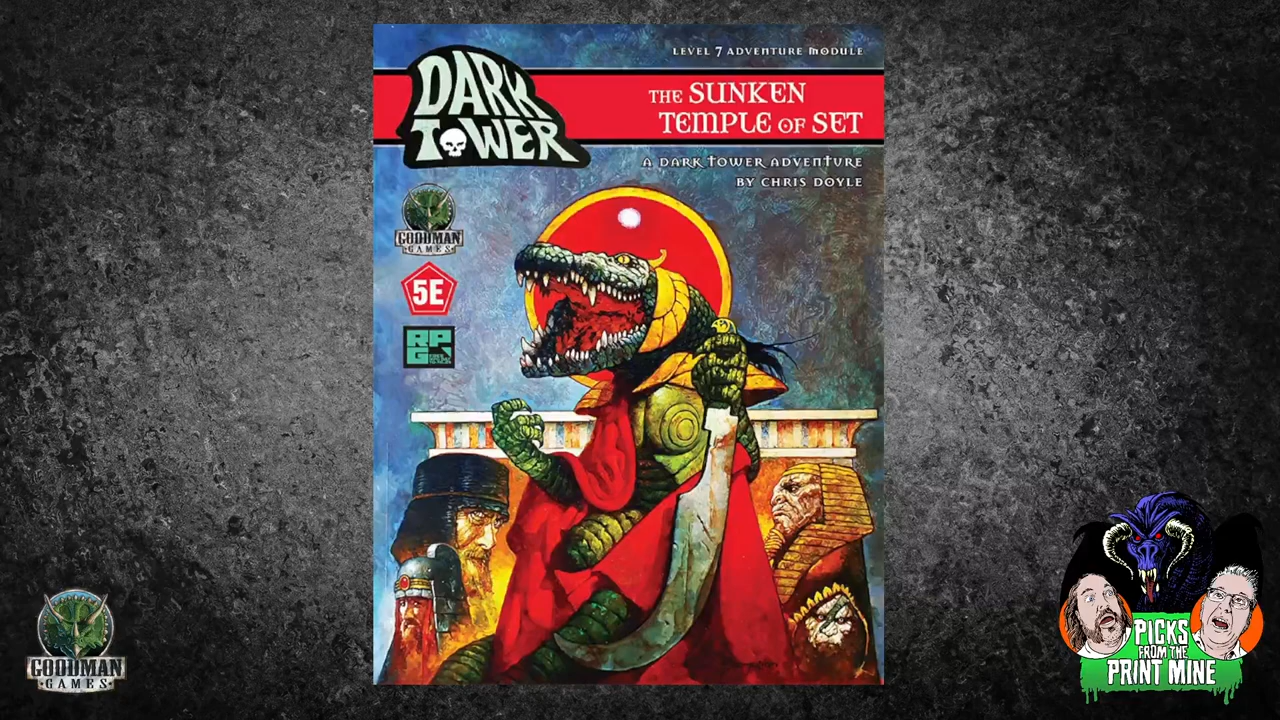 LEVEL 7 ADVENTURE MODULE
DARK
TOWER
THE SUNKEN
TEMPLE OF SET
A DARK TOWER ADVENTURE
BY CHRIS DOYLE
GOODMAN
GAMES
5E
RPG
GOODMAN
GAMES
PICKS
FROM THE
PRINT MINE